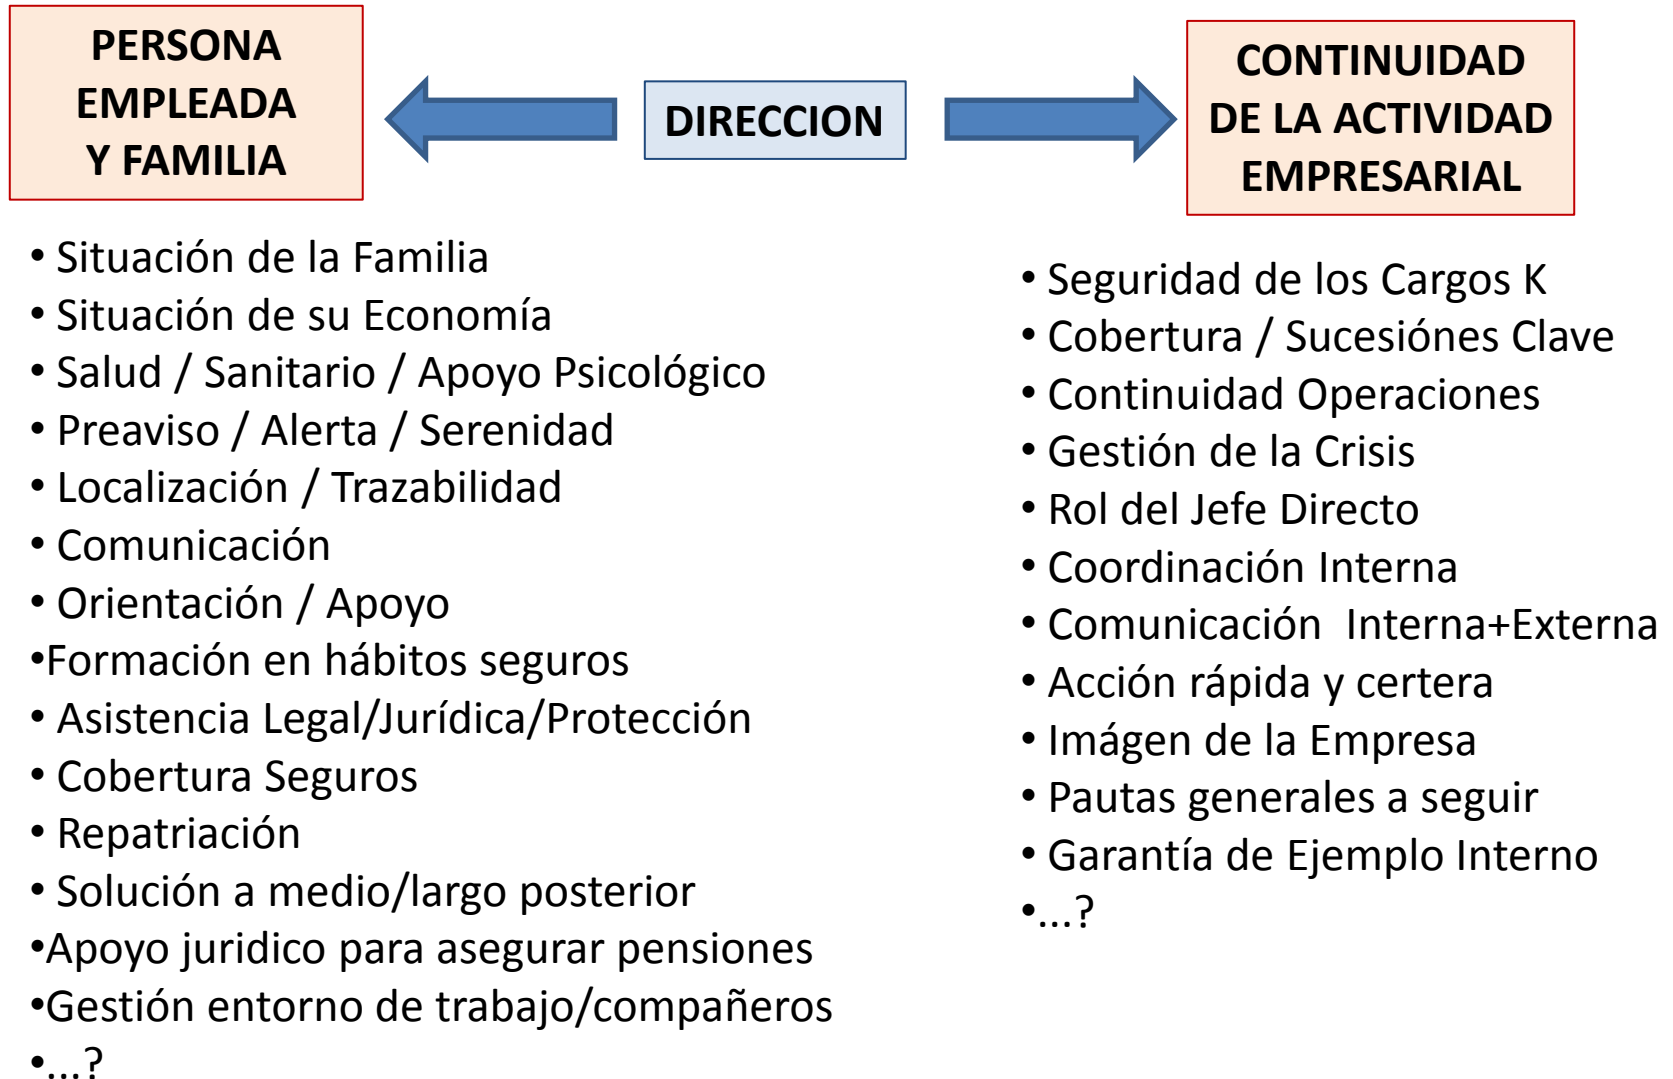 PERSONA
EMPLEADA
Y FAMILIA
DIRECCION
CONTINUIDAD
DE LA ACTIVIDAD
EMPRESARIAL
• Situación de la Familia
• Situación de su Economía
• Salud / Sanitario / Apoyo Psicológico
• Preaviso / Alerta / Serenidad
• Localización / Trazabilidad
• Comunicación
• Orientación / Apoyo
•Formación en hábitos seguros
• Asistencia Legal/Jurídica/Protección
• Cobertura Seguros
• Repatriación
• Solución a medio/largo posterior
•Apoyo juridico para asegurar pensiones
•Gestión entorno de trabajo/compañeros
•...?
• Seguridad de los Cargos K
• Cobertura / Sucesiónes Clave
• Continuidad Operaciones
• Gestión de la Crisis
• Rol del Jefe Directo
• Coordinación Interna
• Comunicación  Interna+Externa
• Acción rápida y certera
• Imágen de la Empresa
• Pautas generales a seguir
• Garantía de Ejemplo Interno
•...?